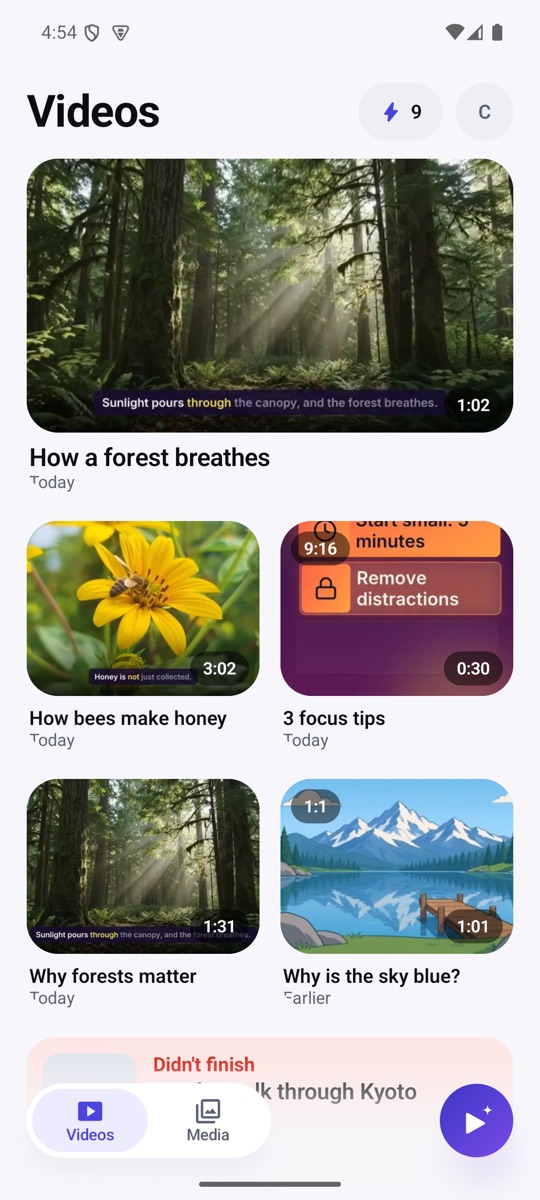 4:54
Videos
9
C
Sunlight pours through the canopy, and the forest breathes.
1:02
How a forest breathes
Today
9:16
minutes
Remove
distractions
Honey is not just collected.
3:02
0:30
How bees make honey
Today
3 focus tips
Today
1:1
Sunlight pours through the canopy, and the forest breathes.
1:31
1:01
Why forests matter
Today
Why is the sky blue?
Earlier
Didn't finish
through Kyoto
Videos
Media